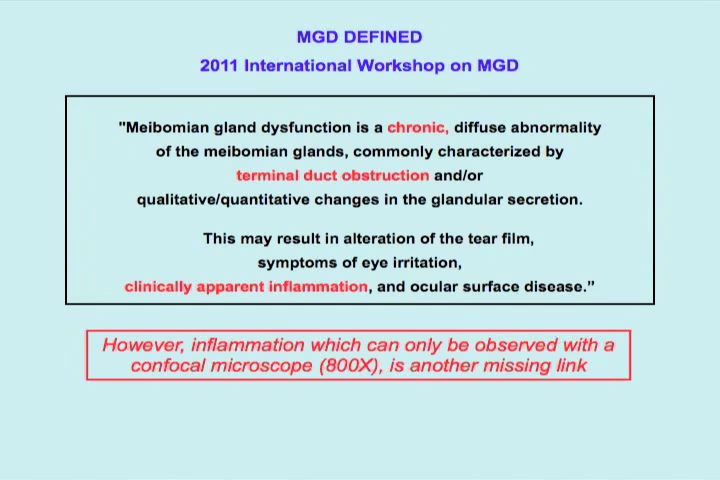 MGD DEFINED
2011 International Workshop on MGD
"Meibomian gland dysfunction is a chronic, diffuse abnormality
of the meibomian glands, commonly characterized by
terminal duct obstruction and/or
qualitative/quantitative changes in the glandular secretion.
This may result in alteration of the tear film,
symptoms of eye irritation,
clinically apparent inflammation, and ocular surface disease.”
However, inflammation which can only be observed with a
confocal microscope (800X), is another missing link